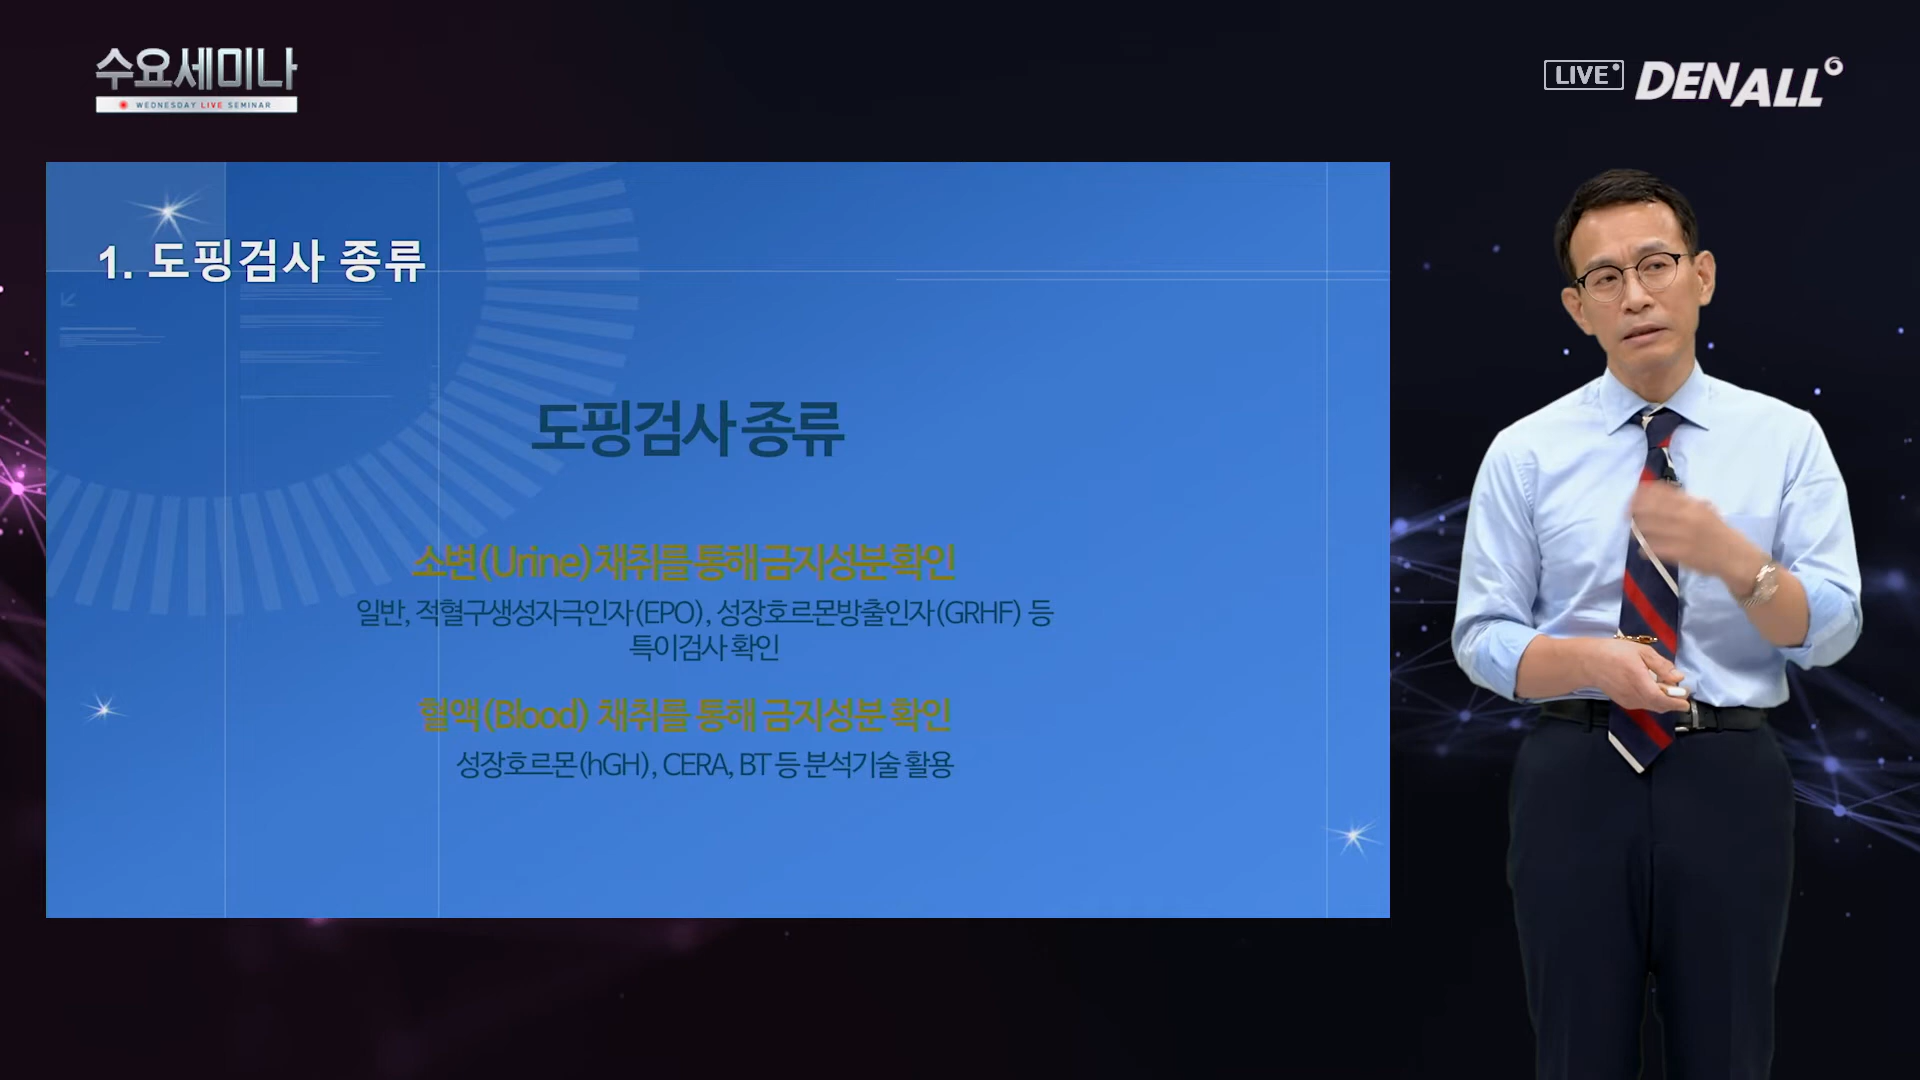 수요세미나
WEDNESDAY LIVE SEMINAR
LIVE
DENALL
1. 도핑검사 종류
도핑검사 종류
소변(Urine) 채취를 통해 금지성분 확인
일반, 적혈구생성자극인자(EPO), 성장호르몬방출인자(GRHF) 등
특이검사 확인
혈액(Blood) 채취를 통해 금지성분 확인
성장호르몬(hGH), CERA, BT 등 분석기술 활용